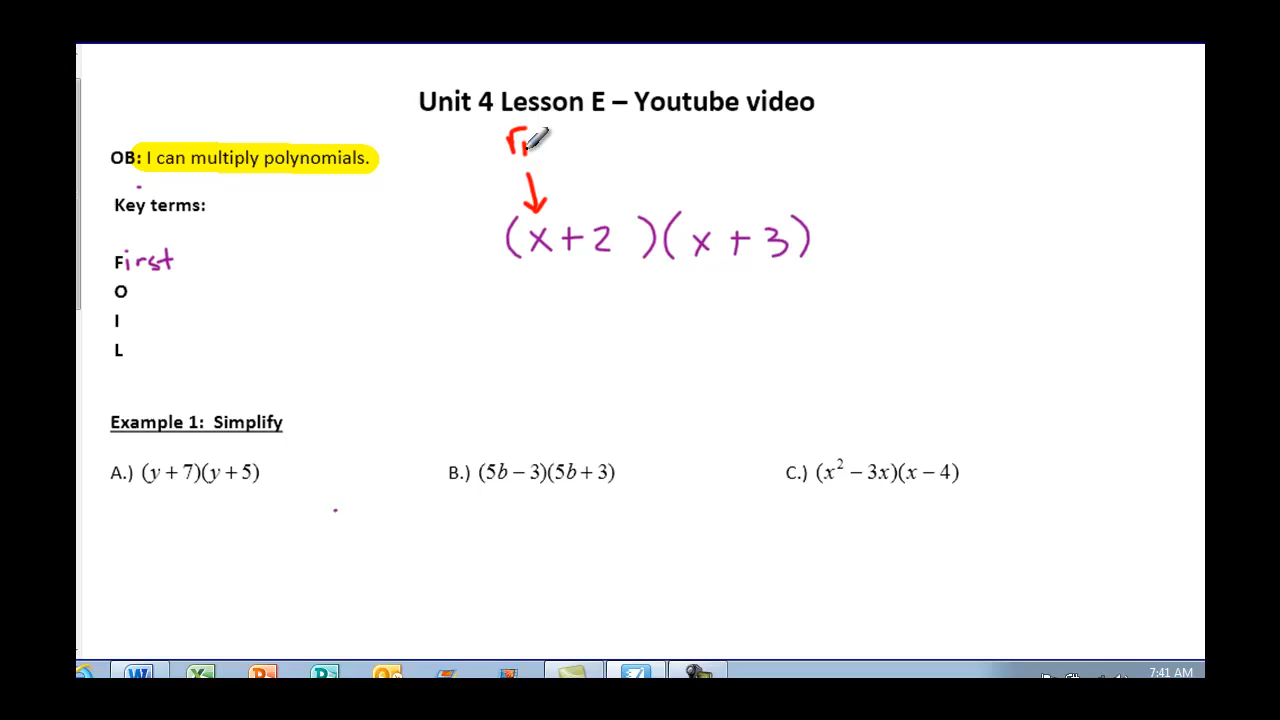 Unit 4 Lesson E – Youtube video
OB: I can multiply polynomials.
Key terms:
(x+2)(x+3)
First
O
I
L
Example 1: Simplify
A.) (y + 7)(y + 5) B.) (5b − 3)(5b + 3) C.) (x² − 3x)(x − 4)
7:41 AM